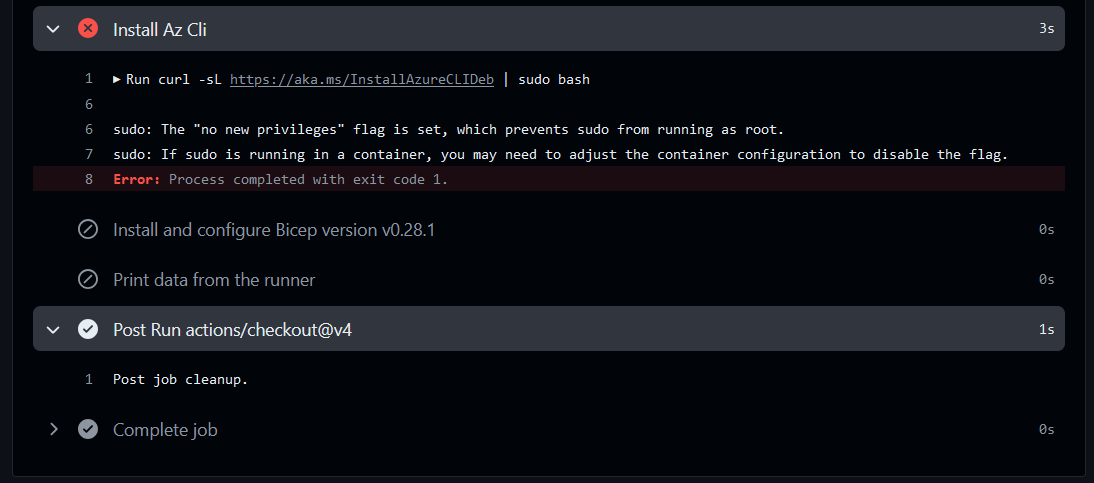 Install Az Cli 3s
1 Run curl -sL https://aka.ms/InstallAzureCLIDeb | sudo bash
6
6 sudo: The "no new privileges" flag is set, which prevents sudo from running as root.
7 sudo: If sudo is running in a container, you may need to adjust the container configuration to disable the flag.
8 Error: Process completed with exit code 1.
Install and configure Bicep version v0.28.1 0s
Print data from the runner 0s
Post Run actions/checkout@v4 1s
1 Post job cleanup.
Complete job 0s